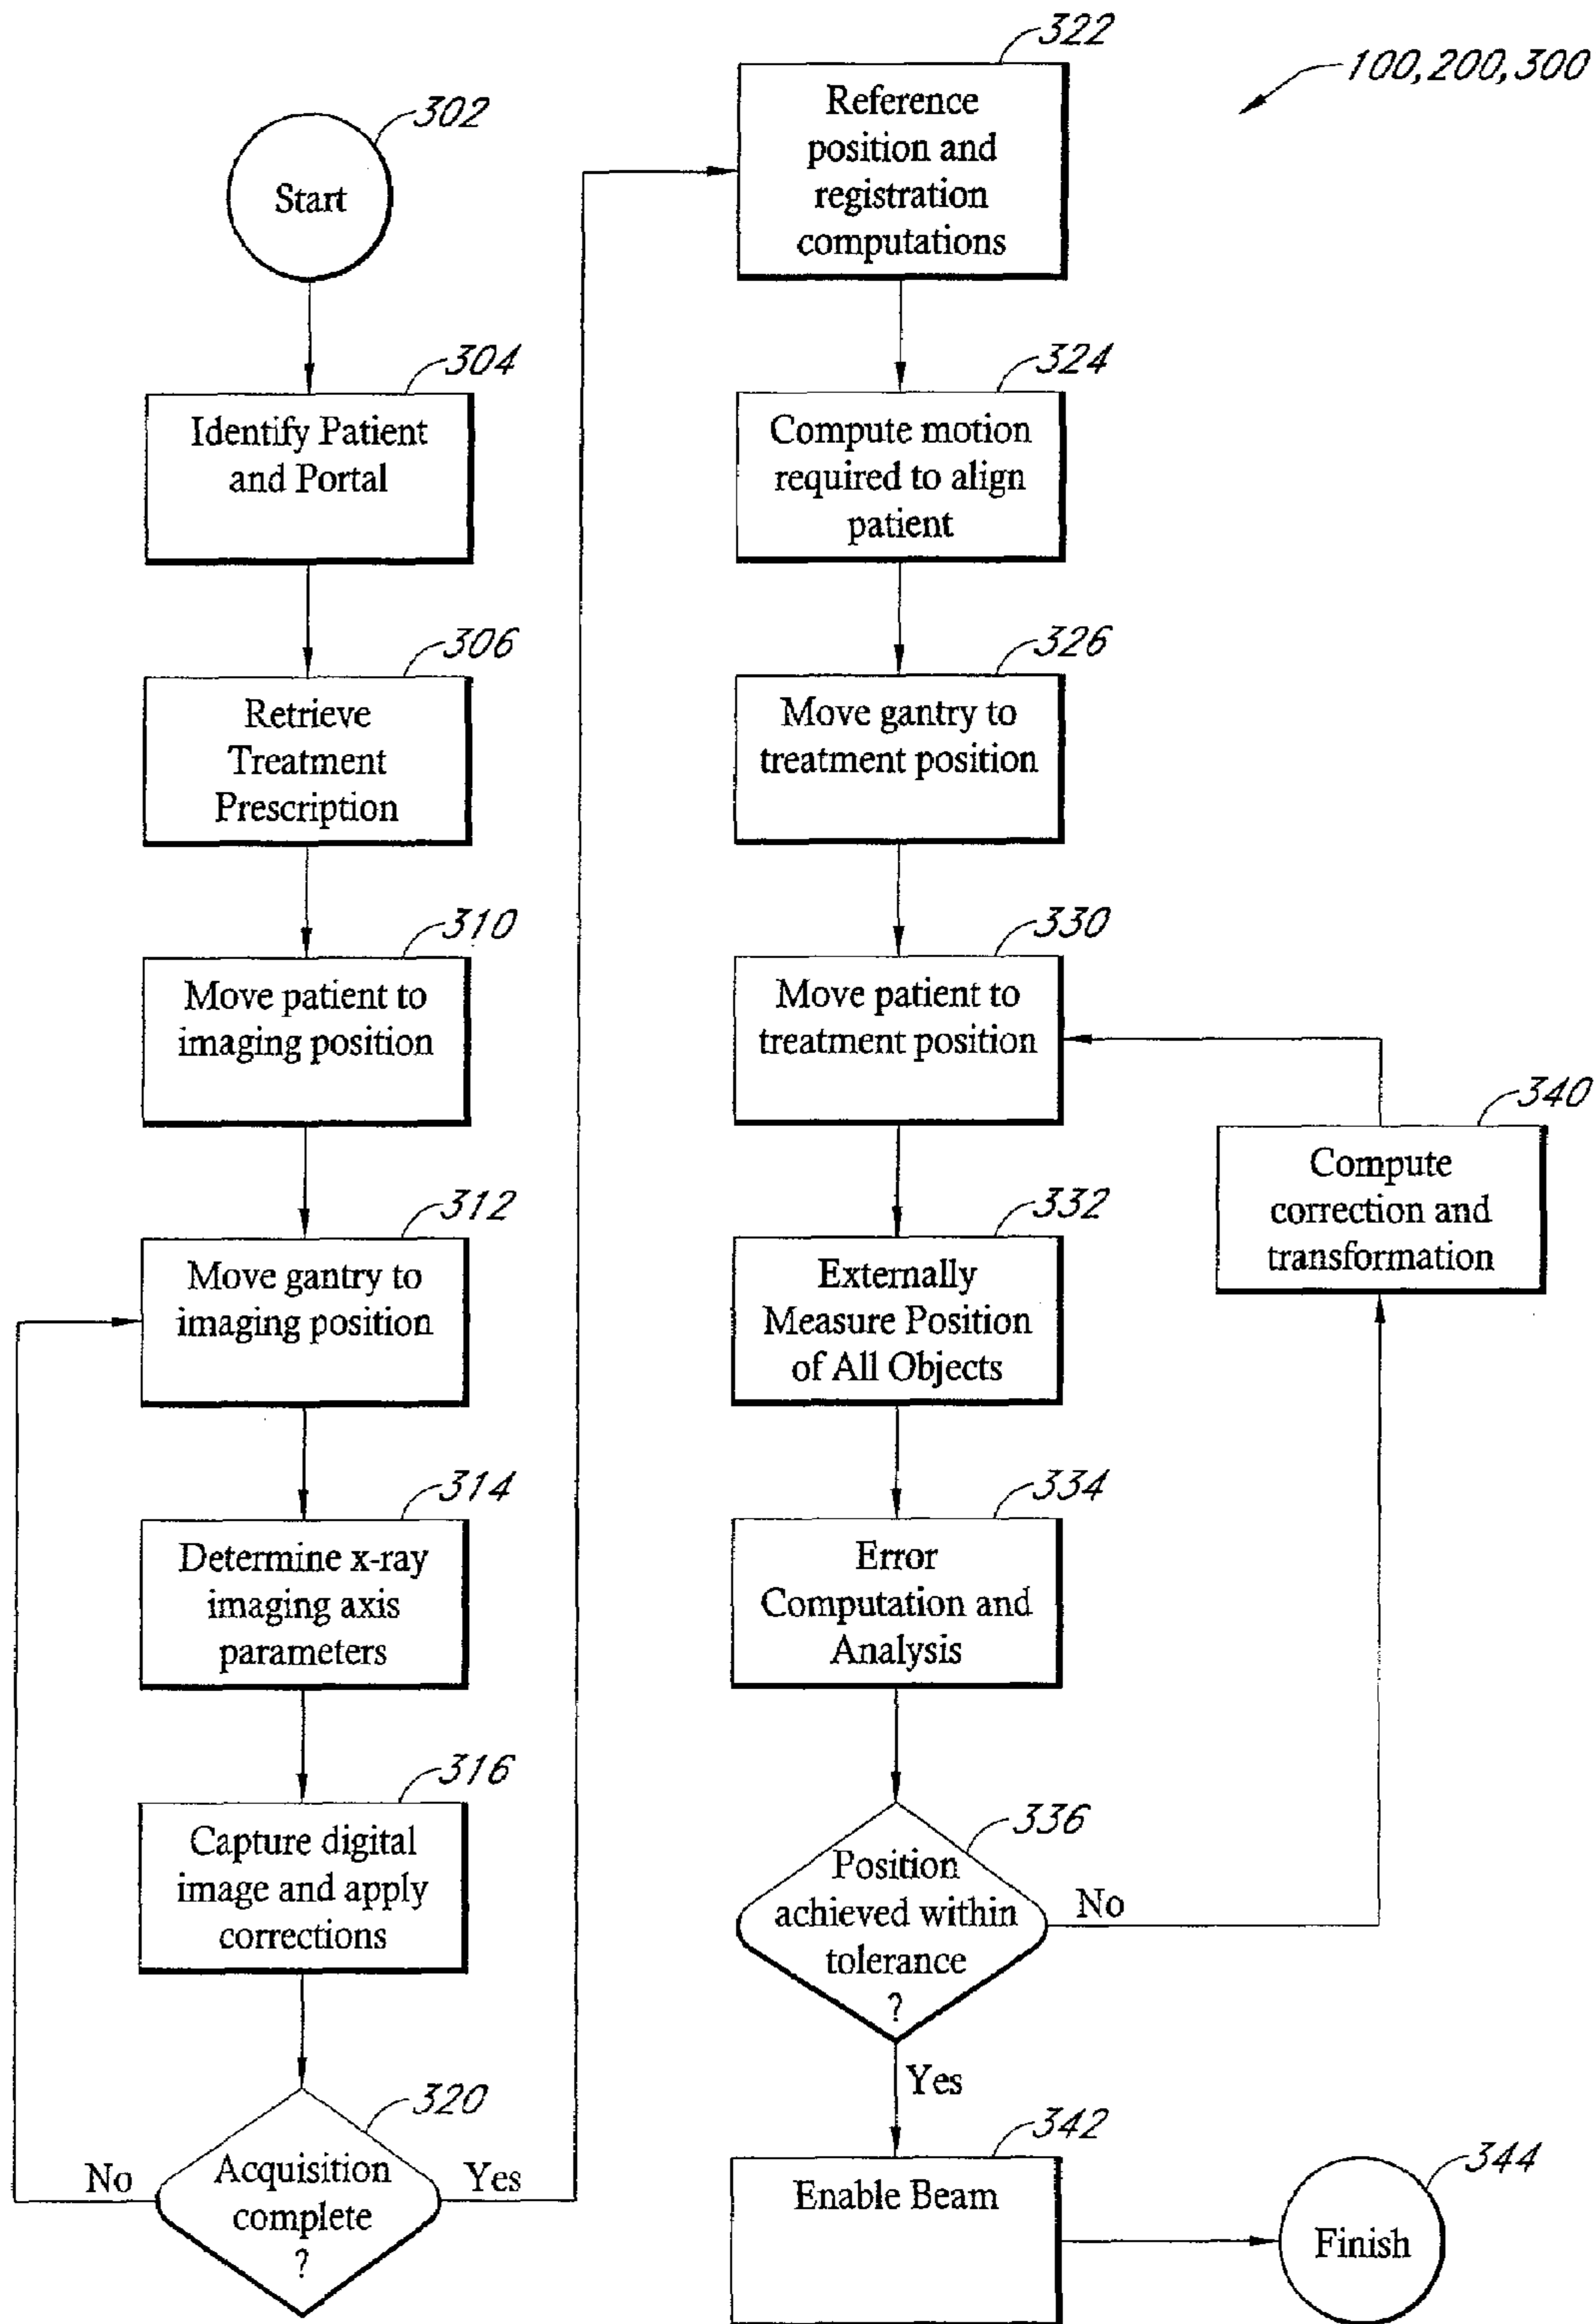 302
Start
304
Identify Patient
and Portal
306
Retrieve
Treatment
Prescription
310
Move patient to
imaging position
312
Move gantry to
imaging position
314
Determine x-ray
imaging axis
parameters
316
Capture digital
image and apply
corrections
320
Acquisition
complete
?
No
Yes
322
Reference
position and
registration
computations
324
Compute motion
required to align
patient
326
Move gantry to
treatment position
330
Move patient to
treatment position
332
Externally
Measure Position
of All Objects
334
Error
Computation and
Analysis
336
Position
achieved within
tolerance
?
No
Yes
340
Compute
correction and
transformation
342
Enable Beam
344
Finish
100,200,300